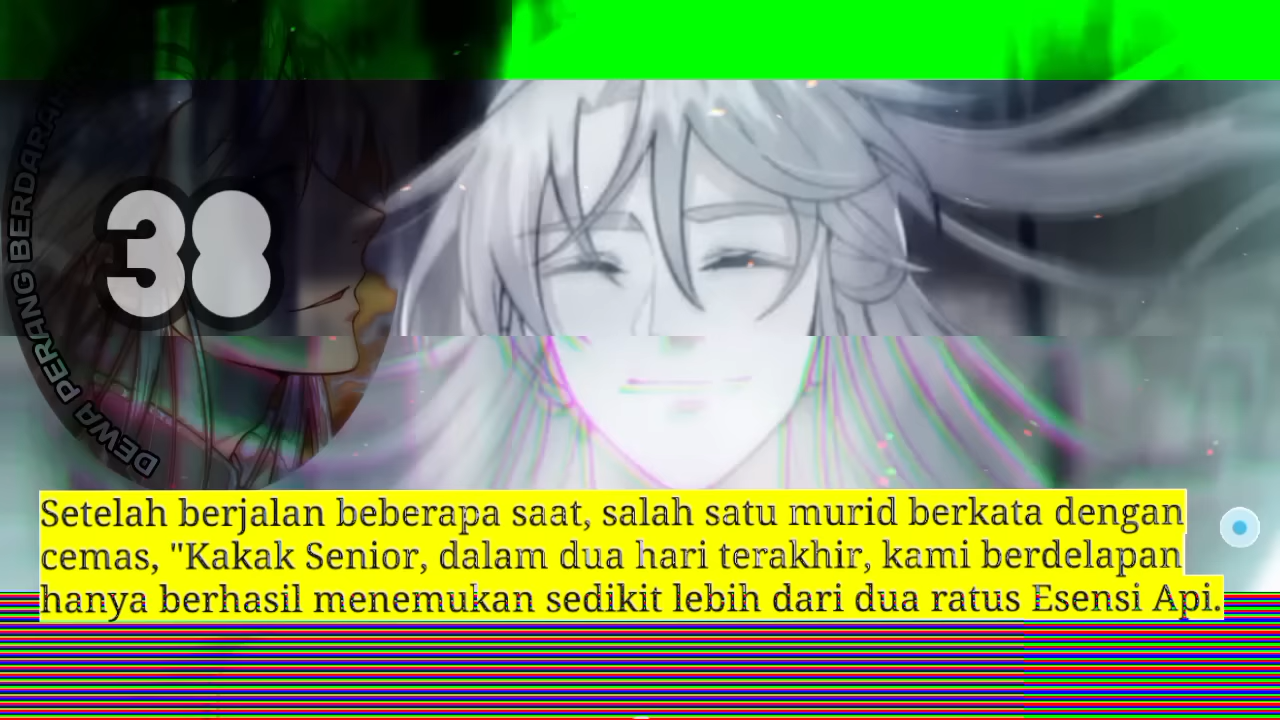 DEWA PERANG BERDARAH
38
Setelah berjalan beberapa saat, salah satu murid berkata dengan
cemas, "Kakak Senior, dalam dua hari terakhir, kami berdelapan
hanya berhasil menemukan sedikit lebih dari dua ratus Esensi Api.